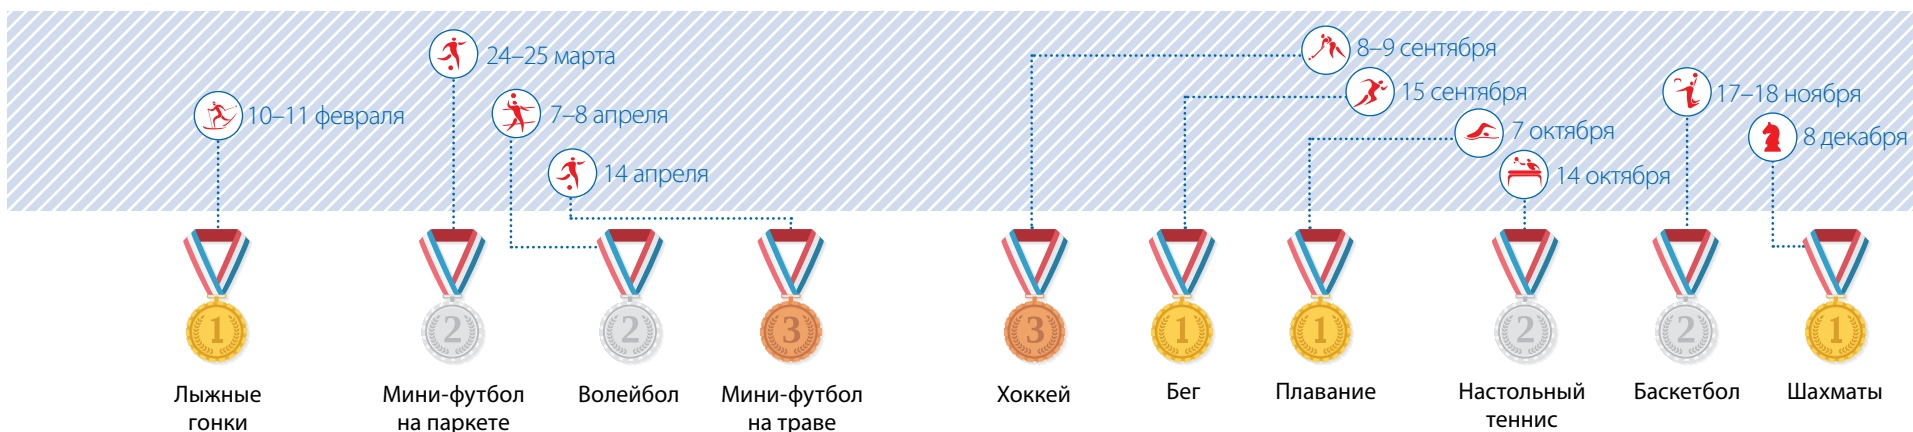 24–25 марта
8–9 сентября
10–11 февраля
7–8 апреля
15 сентября
17–18 ноября
14 апреля
7 октября
8 декабря
14 октября
1
2
2
3
3
1
1
2
2
1
Лыжные
гонки
Мини-футбол
на паркете
Волейбол
Мини-футбол
на траве
Хоккей
Бег
Плавание
Настольный
теннис
Баскетбол
Шахматы